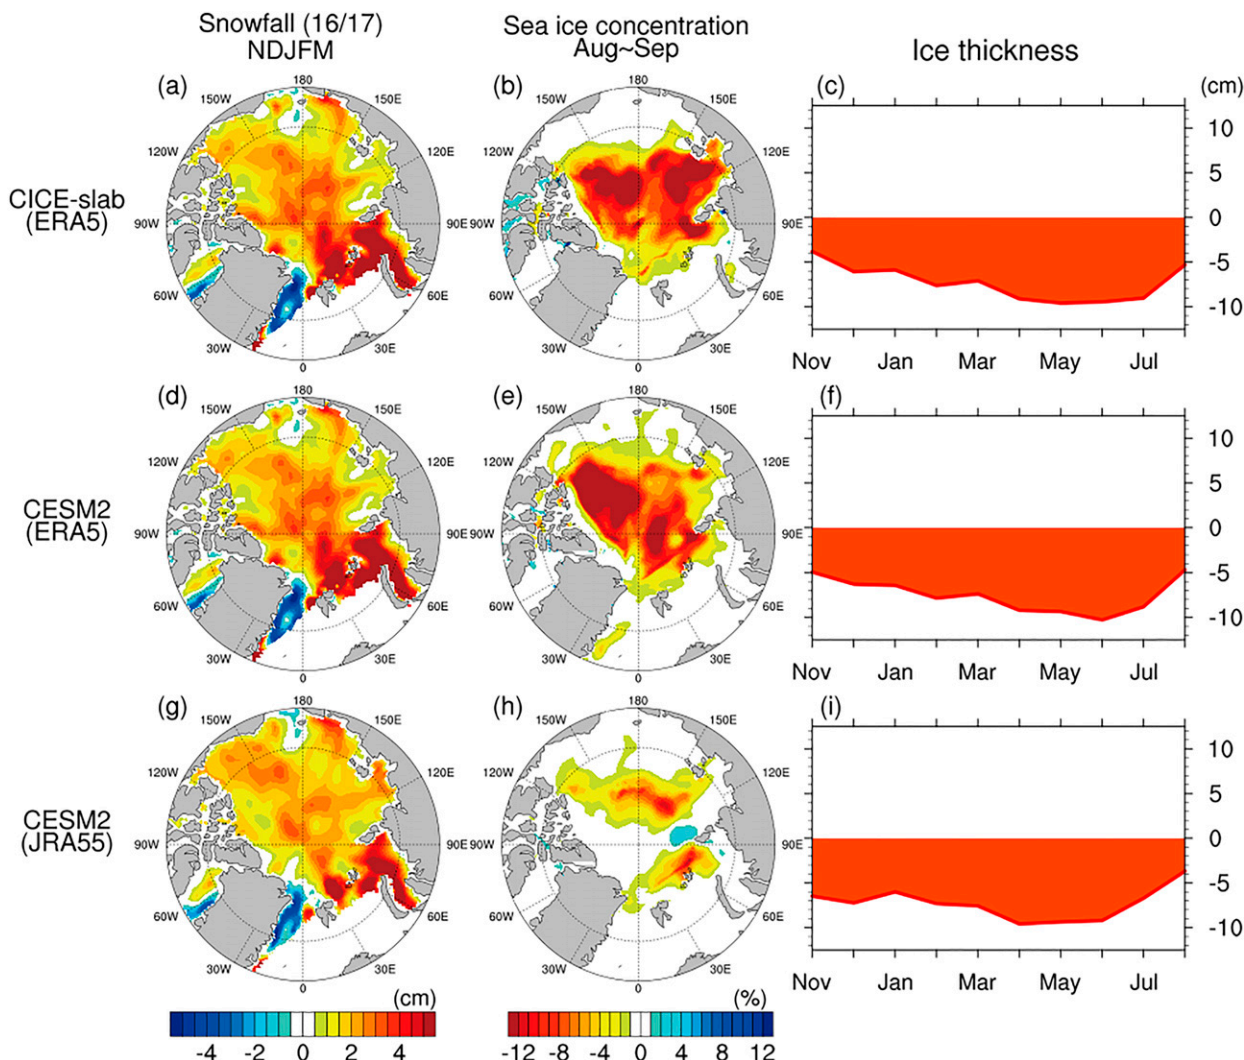 Snowfall (16/17)
NDJFM
Sea ice concentration
Aug~Sep
Ice thickness
CICE-slab
(ERA5)
(a)
180
150W
150E
120W
120E
90W
90E
60W
60E
30W
30E
0
(b)
180
150W
150E
120W
120E
90W
90E
60W
60E
30W
30E
0
(c)
(cm)
10
5
0
-5
-10
Nov Jan Mar May Jul
CESM2
(ERA5)
(d)
180
150W
150E
120W
120E
90W
90E
60W
60E
30W
30E
0
(e)
180
150W
150E
120W
120E
90W
90E
60W
60E
30W
30E
0
(f)
10
5
0
-5
-10
Nov Jan Mar May Jul
CESM2
(JRA55)
(g)
180
150W
150E
120W
120E
90W
90E
60W
60E
30W
30E
0
(h)
180
150W
150E
120W
120E
90W
90E
60W
60E
30W
30E
0
(i)
10
5
0
-5
-10
Nov Jan Mar May Jul
(cm)
-4 -2 0 2 4
(%)
-12 -8 -4 0 4 8 12